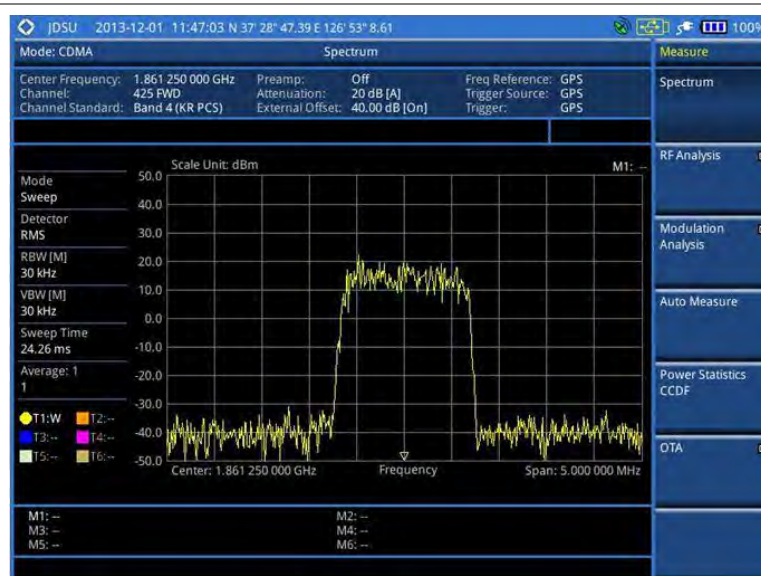 JDSU 2013-12-01 11:47:03 N 37' 28" 47.39 E 126' 53" 8.61 100%
Mode: CDMA Spectrum Measure
Center Frequency: 1.861 250 000 GHz Preamp: Off Freq Reference: GPS
Channel: 425 FWD Attenuation: 20 dB [A] Trigger Source: GPS
Channel Standard: Band 4 (KR PCS) External Offset: 40.00 dB [On] Trigger: GPS
Spectrum
RF Analysis
Modulation
Analysis
Auto Measure
Power Statistics
CCDF
OTA
Mode
Sweep
Detector
RMS
RBW [M]
30 kHz
VBW [M]
30 kHz
Sweep Time
24.26 ms
Average: 1
1
T1:W T2:--
T3:-- T4:--
T5:-- T6:--
Scale Unit: dBm M1: --
50.0
40.0
30.0
20.0
10.0
0.0
-10.0
-20.0
-30.0
-40.0
-50.0
Center: 1.861 250 000 GHz Frequency Span: 5.000 000 MHz
M1: -- M2: --
M3: -- M4: --
M5: -- M6: --